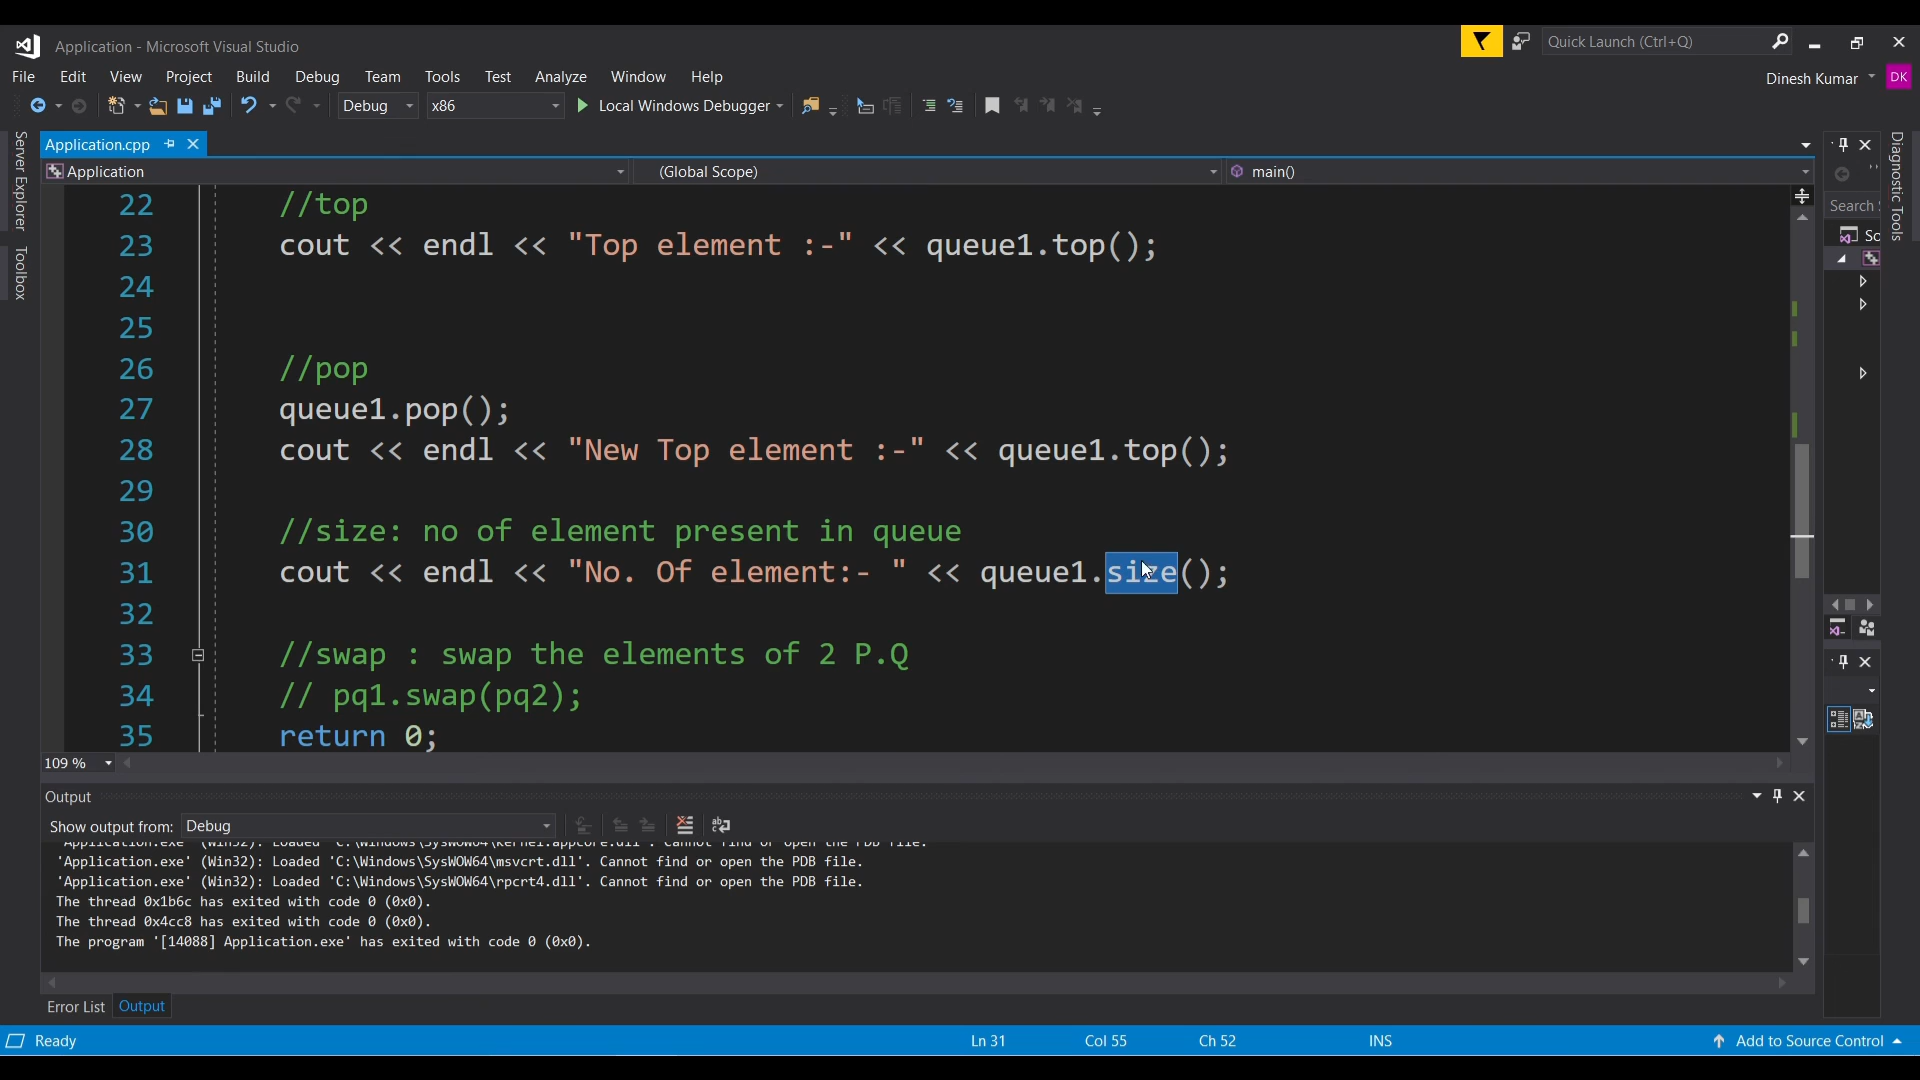 Application - Microsoft Visual Studio
Quick Launch (Ctrl+Q)
File Edit View Project Build Debug Team Tools Test Analyze Window Help
Dinesh Kumar DK
Debug x86 Local Windows Debugger
Server Explorer
Toolbox
Diagnostic Tools
Application.cpp
Application (Global Scope) main()
Search
22 //top
23 cout << endl << "Top element :-" << queue1.top();
24
25
26 //pop
27 queue1.pop();
28 cout << endl << "New Top element :-" << queue1.top();
29
30 //size: no of element present in queue
31 cout << endl << "No. Of element:- " << queue1.size();
32
33 //swap : swap the elements of 2 P.Q
34 // pq1.swap(pq2);
35 return 0;
109 %
Output
Show output from: Debug
'Application.exe' (Win32): Loaded 'C:\Windows\SysWOW64\kernel.appcore.dll'. Cannot find or open the PDB file.
'Application.exe' (Win32): Loaded 'C:\Windows\SysWOW64\msvcrt.dll'. Cannot find or open the PDB file.
'Application.exe' (Win32): Loaded 'C:\Windows\SysWOW64\rpcrt4.dll'. Cannot find or open the PDB file.
The thread 0x1b6c has exited with code 0 (0x0).
The thread 0x4cc8 has exited with code 0 (0x0).
The program '[14088] Application.exe' has exited with code 0 (0x0).
Error List Output
Ready Ln 31 Col 55 Ch 52 INS Add to Source Control